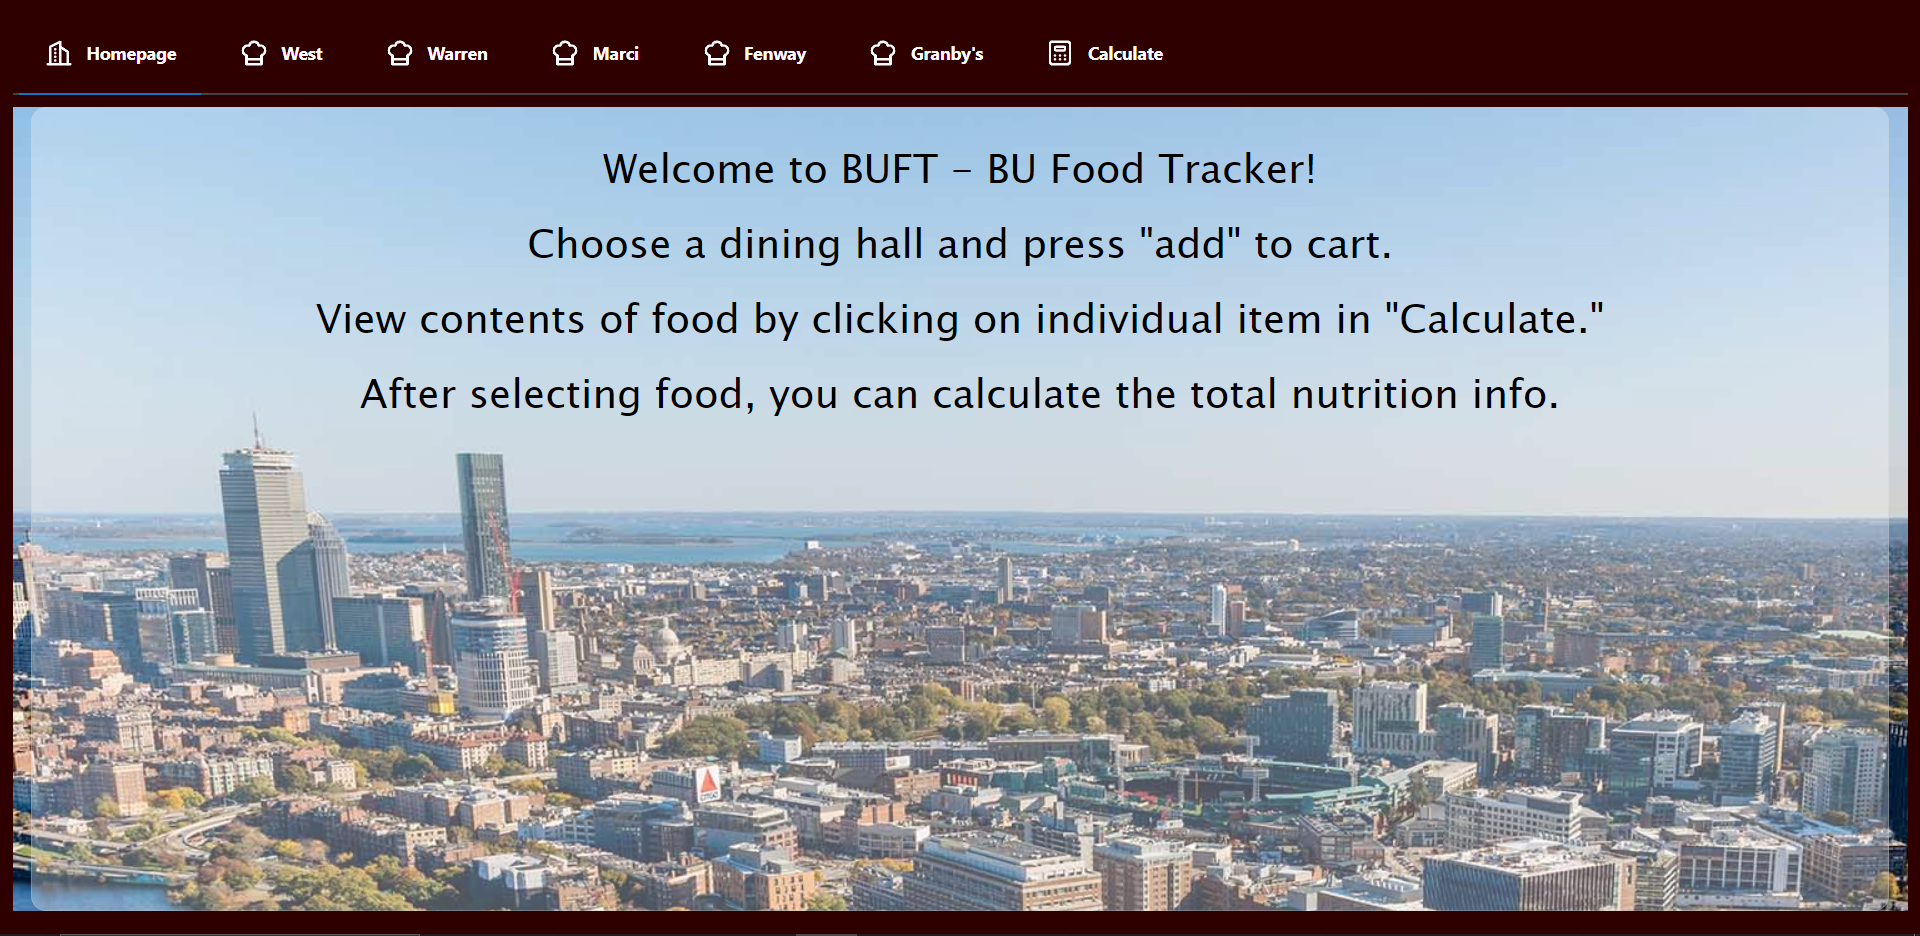 Homepage West Warren Marci Fenway Granby's Calculate
Welcome to BUFT - BU Food Tracker!
Choose a dining hall and press "add" to cart.
View contents of food by clicking on individual item in "Calculate."
After selecting food, you can calculate the total nutrition info.
CITGO